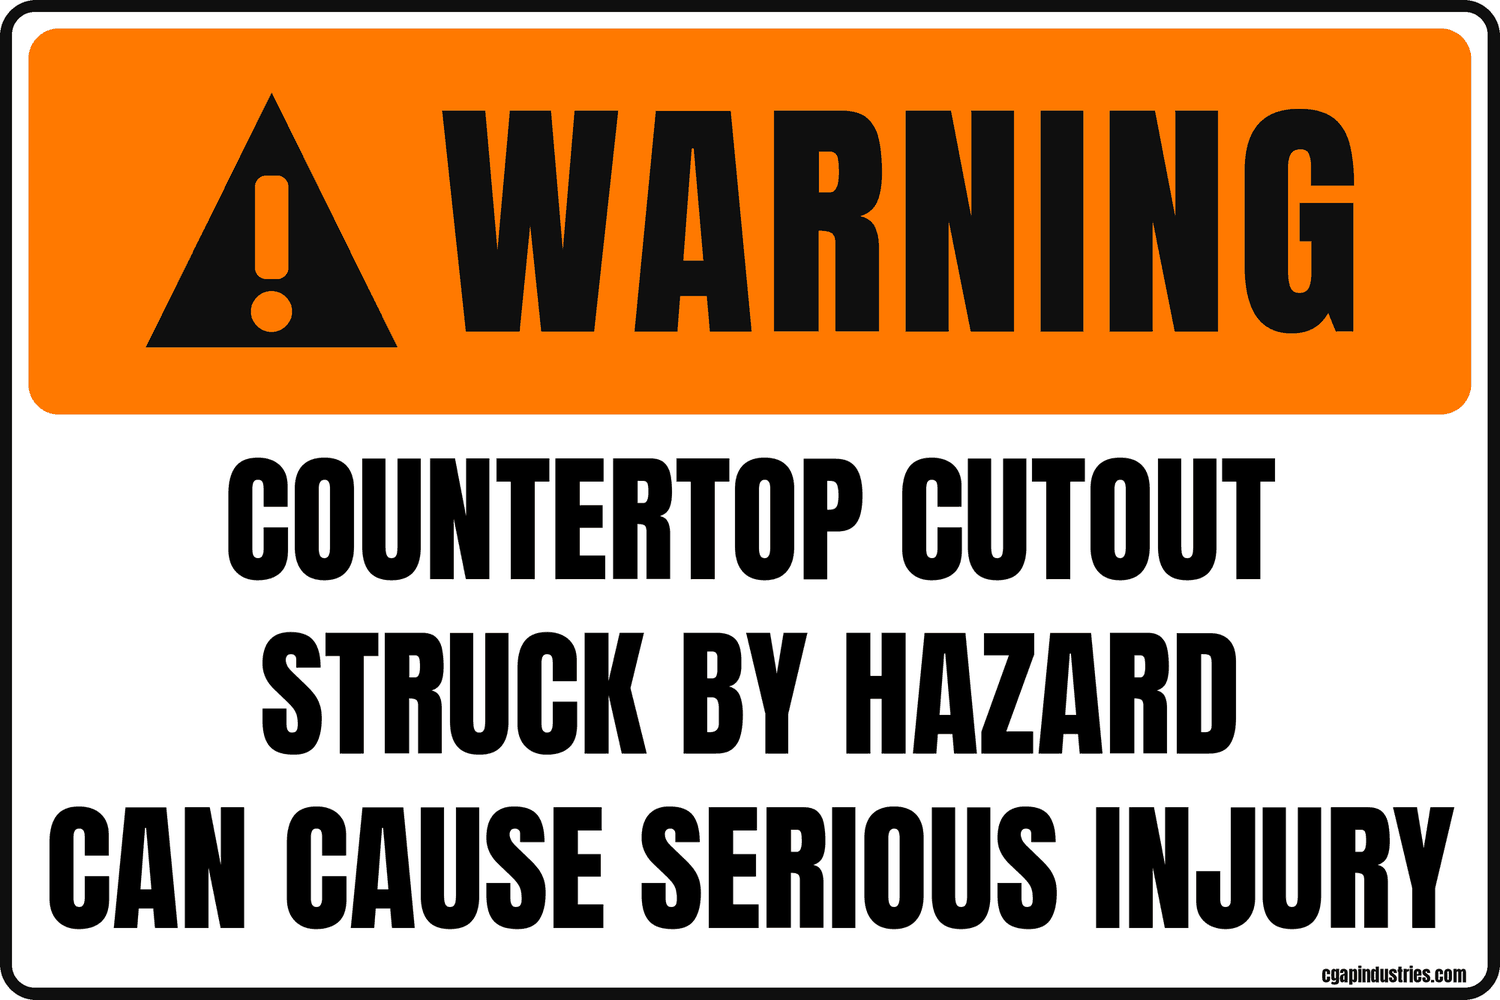 WARNING
COUNTERTOP CUTOUT
STRUCK BY HAZARD
CAN CAUSE SERIOUS INJURY
cgapindustries.com